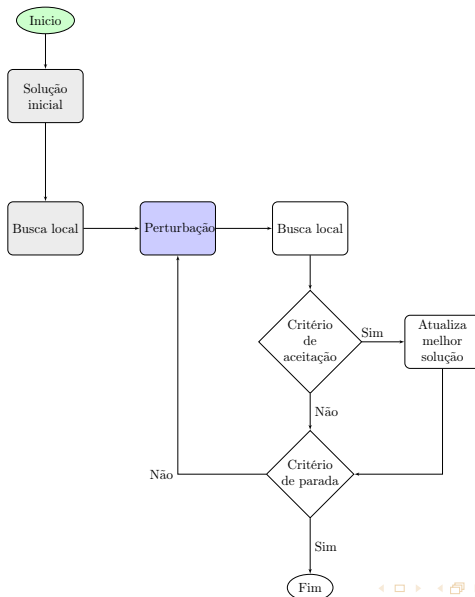 Inicio
Solução
inicial
Busca local
Perturbação
Busca local
Critério
de
aceitação
Sim
Atualiza
melhor
solução
Não
Critério
de parada
Não
Sim
Fim